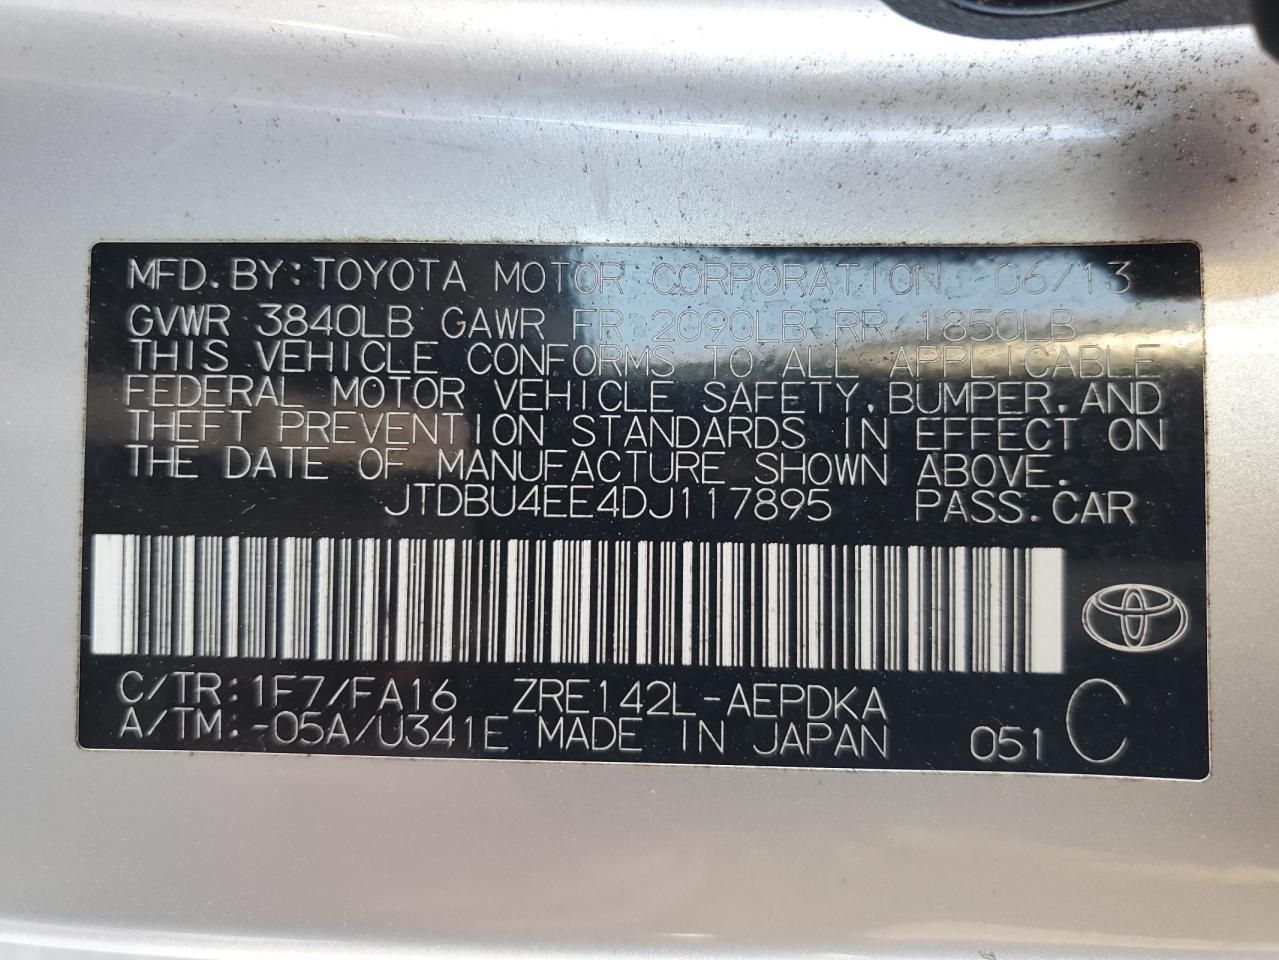 MFD. BY: TOYOTA MOTOR CORPORATION 06/13
GVWR 3840LB GAWR FR 2090LB RR 1850LB
THIS VEHICLE CONFORMS TO ALL APPLICABLE
FEDERAL MOTOR VEHICLE SAFETY, BUMPER, AND
THEFT PREVENTION STANDARDS IN EFFECT ON
THE DATE OF MANUFACTURE SHOWN ABOVE.
JTDBU4EE4DJ117895 PASS. CAR
C/TR: 1F7/FA16 ZRE142L-AEPDKA C
A/TM: -05A/U341E MADE IN JAPAN 051